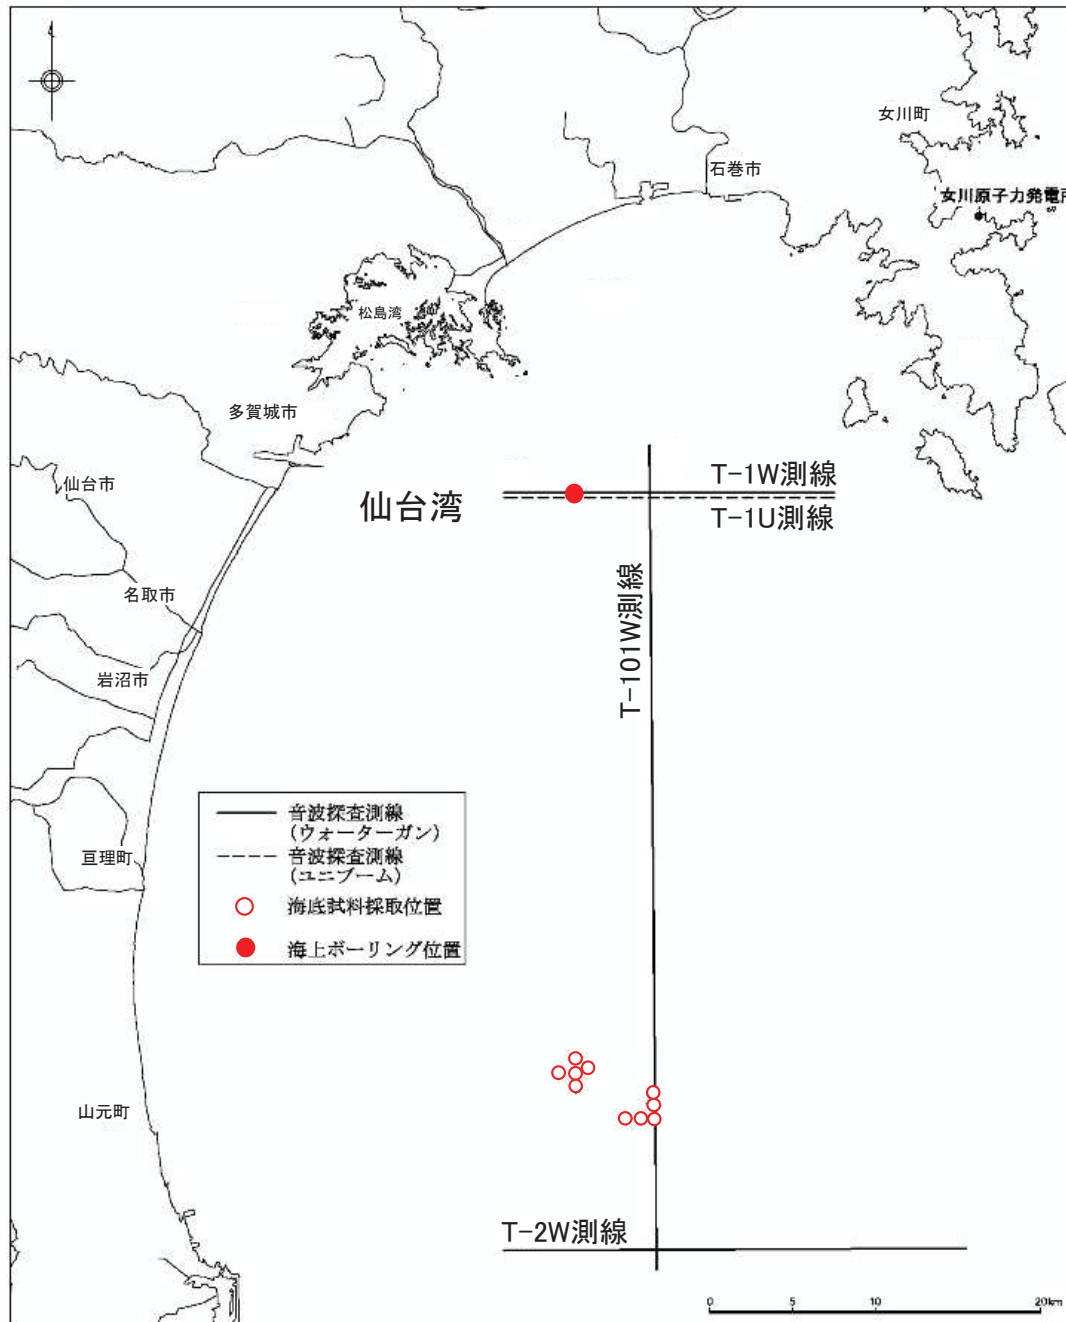 女川町
石巻市
女川原子力発電所
松島湾
多賀城市
T-1W測線
仙台市
仙台湾
T-1U測線
名取市
T-101W測線
岩沼市
音波探査測線
(ウォーターガン)
音波探査測線
(ユニブーム)
亘理町
海底試料採取位置
海上ボーリング位置
山元町
T-2W測線
0 5 10 20km